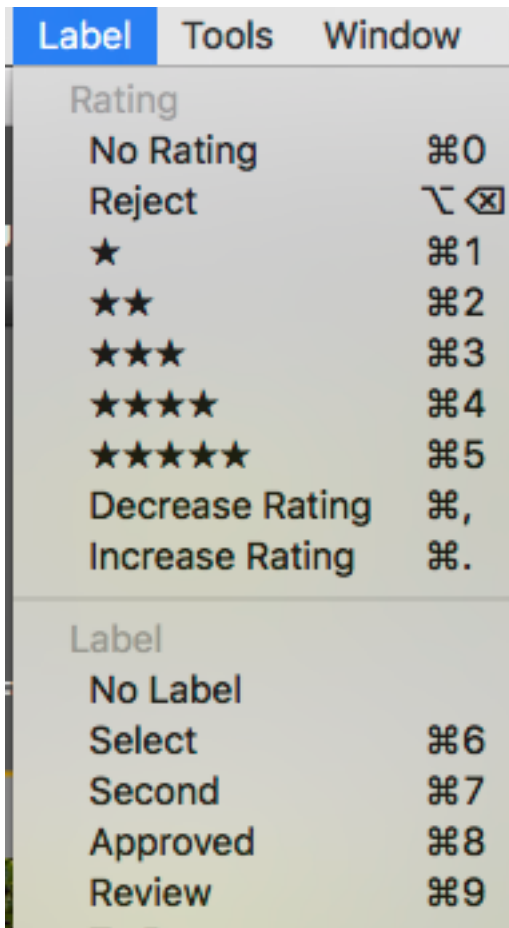 Label Tools Window
Rating
No Rating ⌘0
Reject ⌥⌫
★ ⌘1
★★ ⌘2
★★★ ⌘3
★★★★ ⌘4
★★★★★ ⌘5
Decrease Rating ⌘,
Increase Rating ⌘.
Label
No Label
Select ⌘6
Second ⌘7
Approved ⌘8
Review ⌘9